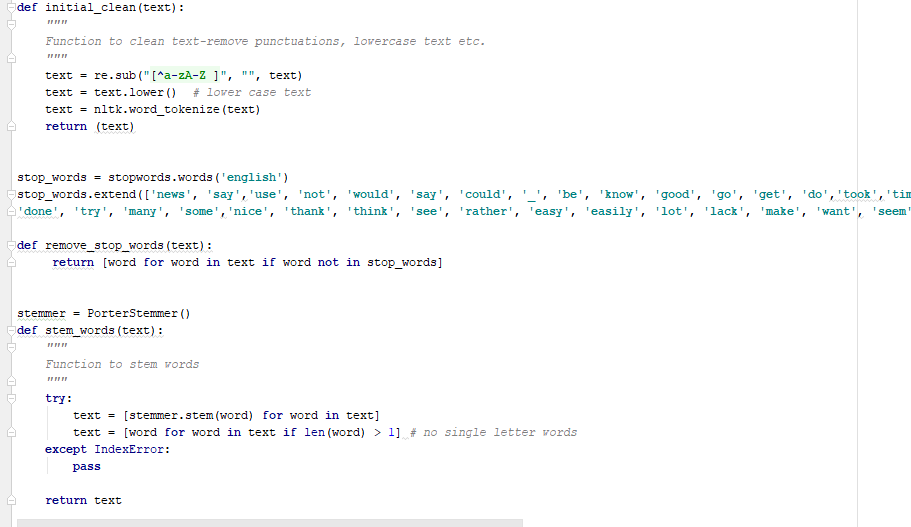 def initial_clean(text):
"""
Function to clean text-remove punctuations, lowercase text etc.
"""
text = re.sub("[^a-zA-Z ]", "", text)
text = text.lower()  # lower case text
text = nltk.word_tokenize(text)
return (text)
stop_words = stopwords.words('english')
stop_words.extend(['news', 'say','use', 'not', 'would', 'say', 'could', '_', 'be', 'know', 'good', 'go', 'get', 'do','took','tim
'done', 'try', 'many', 'some','nice', 'thank', 'think', 'see', 'rather', 'easy', 'easily', 'lot', 'lack', 'make', 'want', 'seem'
def remove_stop_words(text):
return [word for word in text if word not in stop_words]
stemmer = PorterStemmer()
def stem_words(text):
"""
Function to stem words
"""
try:
text = [stemmer.stem(word) for word in text]
text = [word for word in text if len(word) > 1] # no single letter words
except IndexError:
pass
return text